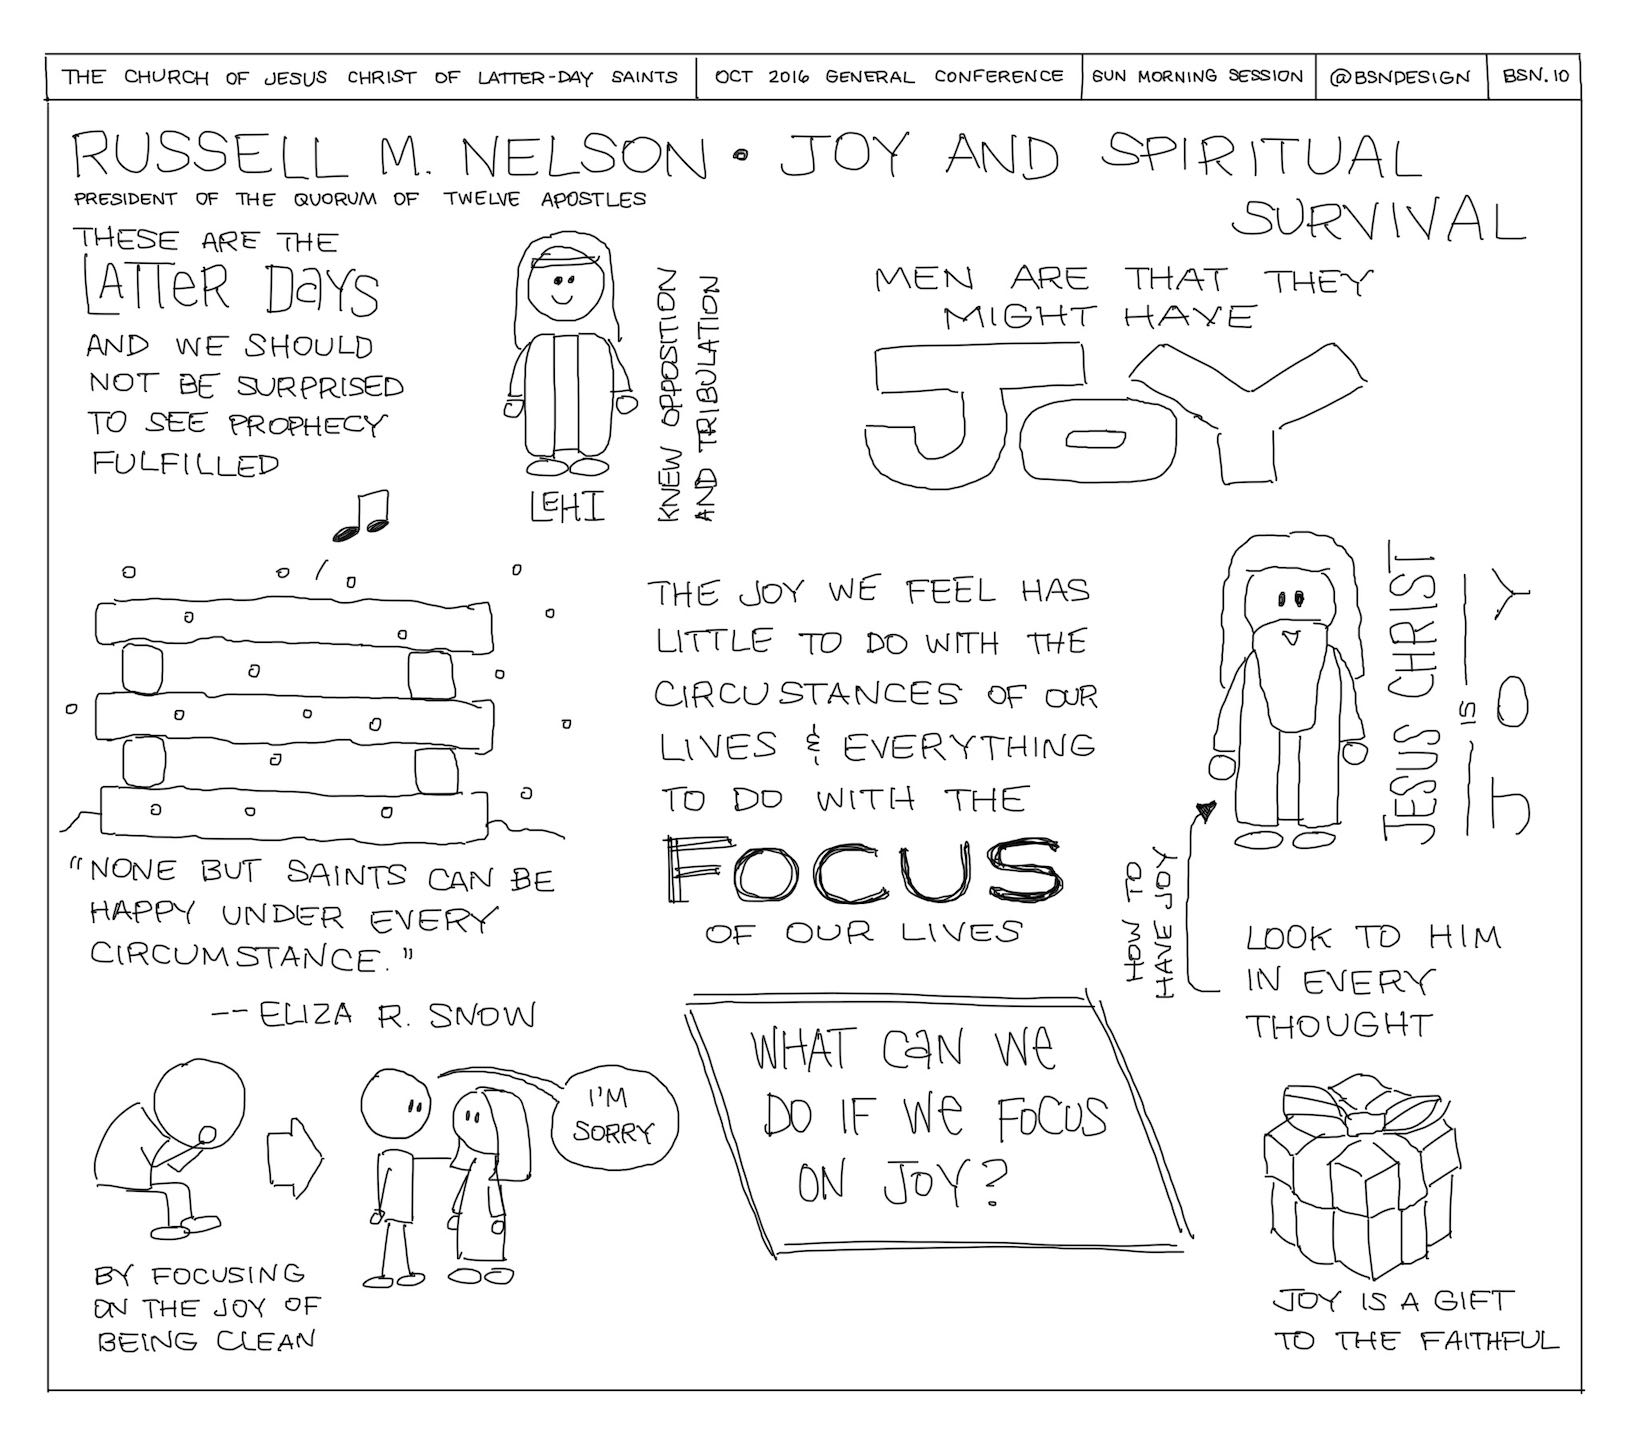 THE CHURCH OF JESUS CHRIST OF LATTER-DAY SAINTS
OCT 2016 GENERAL CONFERENCE
SUN MORNING SESSION
@BSNDESIGN
BSN.IO
RUSSELL M. NELSON • JOY AND SPIRITUAL
SURVIVAL
PRESIDENT OF THE QUORUM OF TWELVE APOSTLES
THESE ARE THE
LATTER DAYS
AND WE SHOULD
NOT BE SURPRISED
TO SEE PROPHECY
FULFILLED
LEHI
KNEW OPPOSITION
AND TRIBULATION
MEN ARE THAT THEY
MIGHT HAVE
JOY
"NONE BUT SAINTS CAN BE
HAPPY UNDER EVERY
CIRCUMSTANCE."
-- ELIZA R. SNOW
THE JOY WE FEEL HAS
LITTLE TO DO WITH THE
CIRCUSTANCES OF OUR
LIVES & EVERYTHING
TO DO WITH THE
FOCUS
OF OUR LIVES
JESUS CHRIST
IS
JOY
HOW TO
HAVE JOY
LOOK TO HIM
IN EVERY
THOUGHT
I'M
SORRY
BY FOCUSING
ON THE JOY OF
BEING CLEAN
WHAT CAN WE
DO IF WE FOCUS
ON JOY?
JOY IS A GIFT
TO THE FAITHFUL